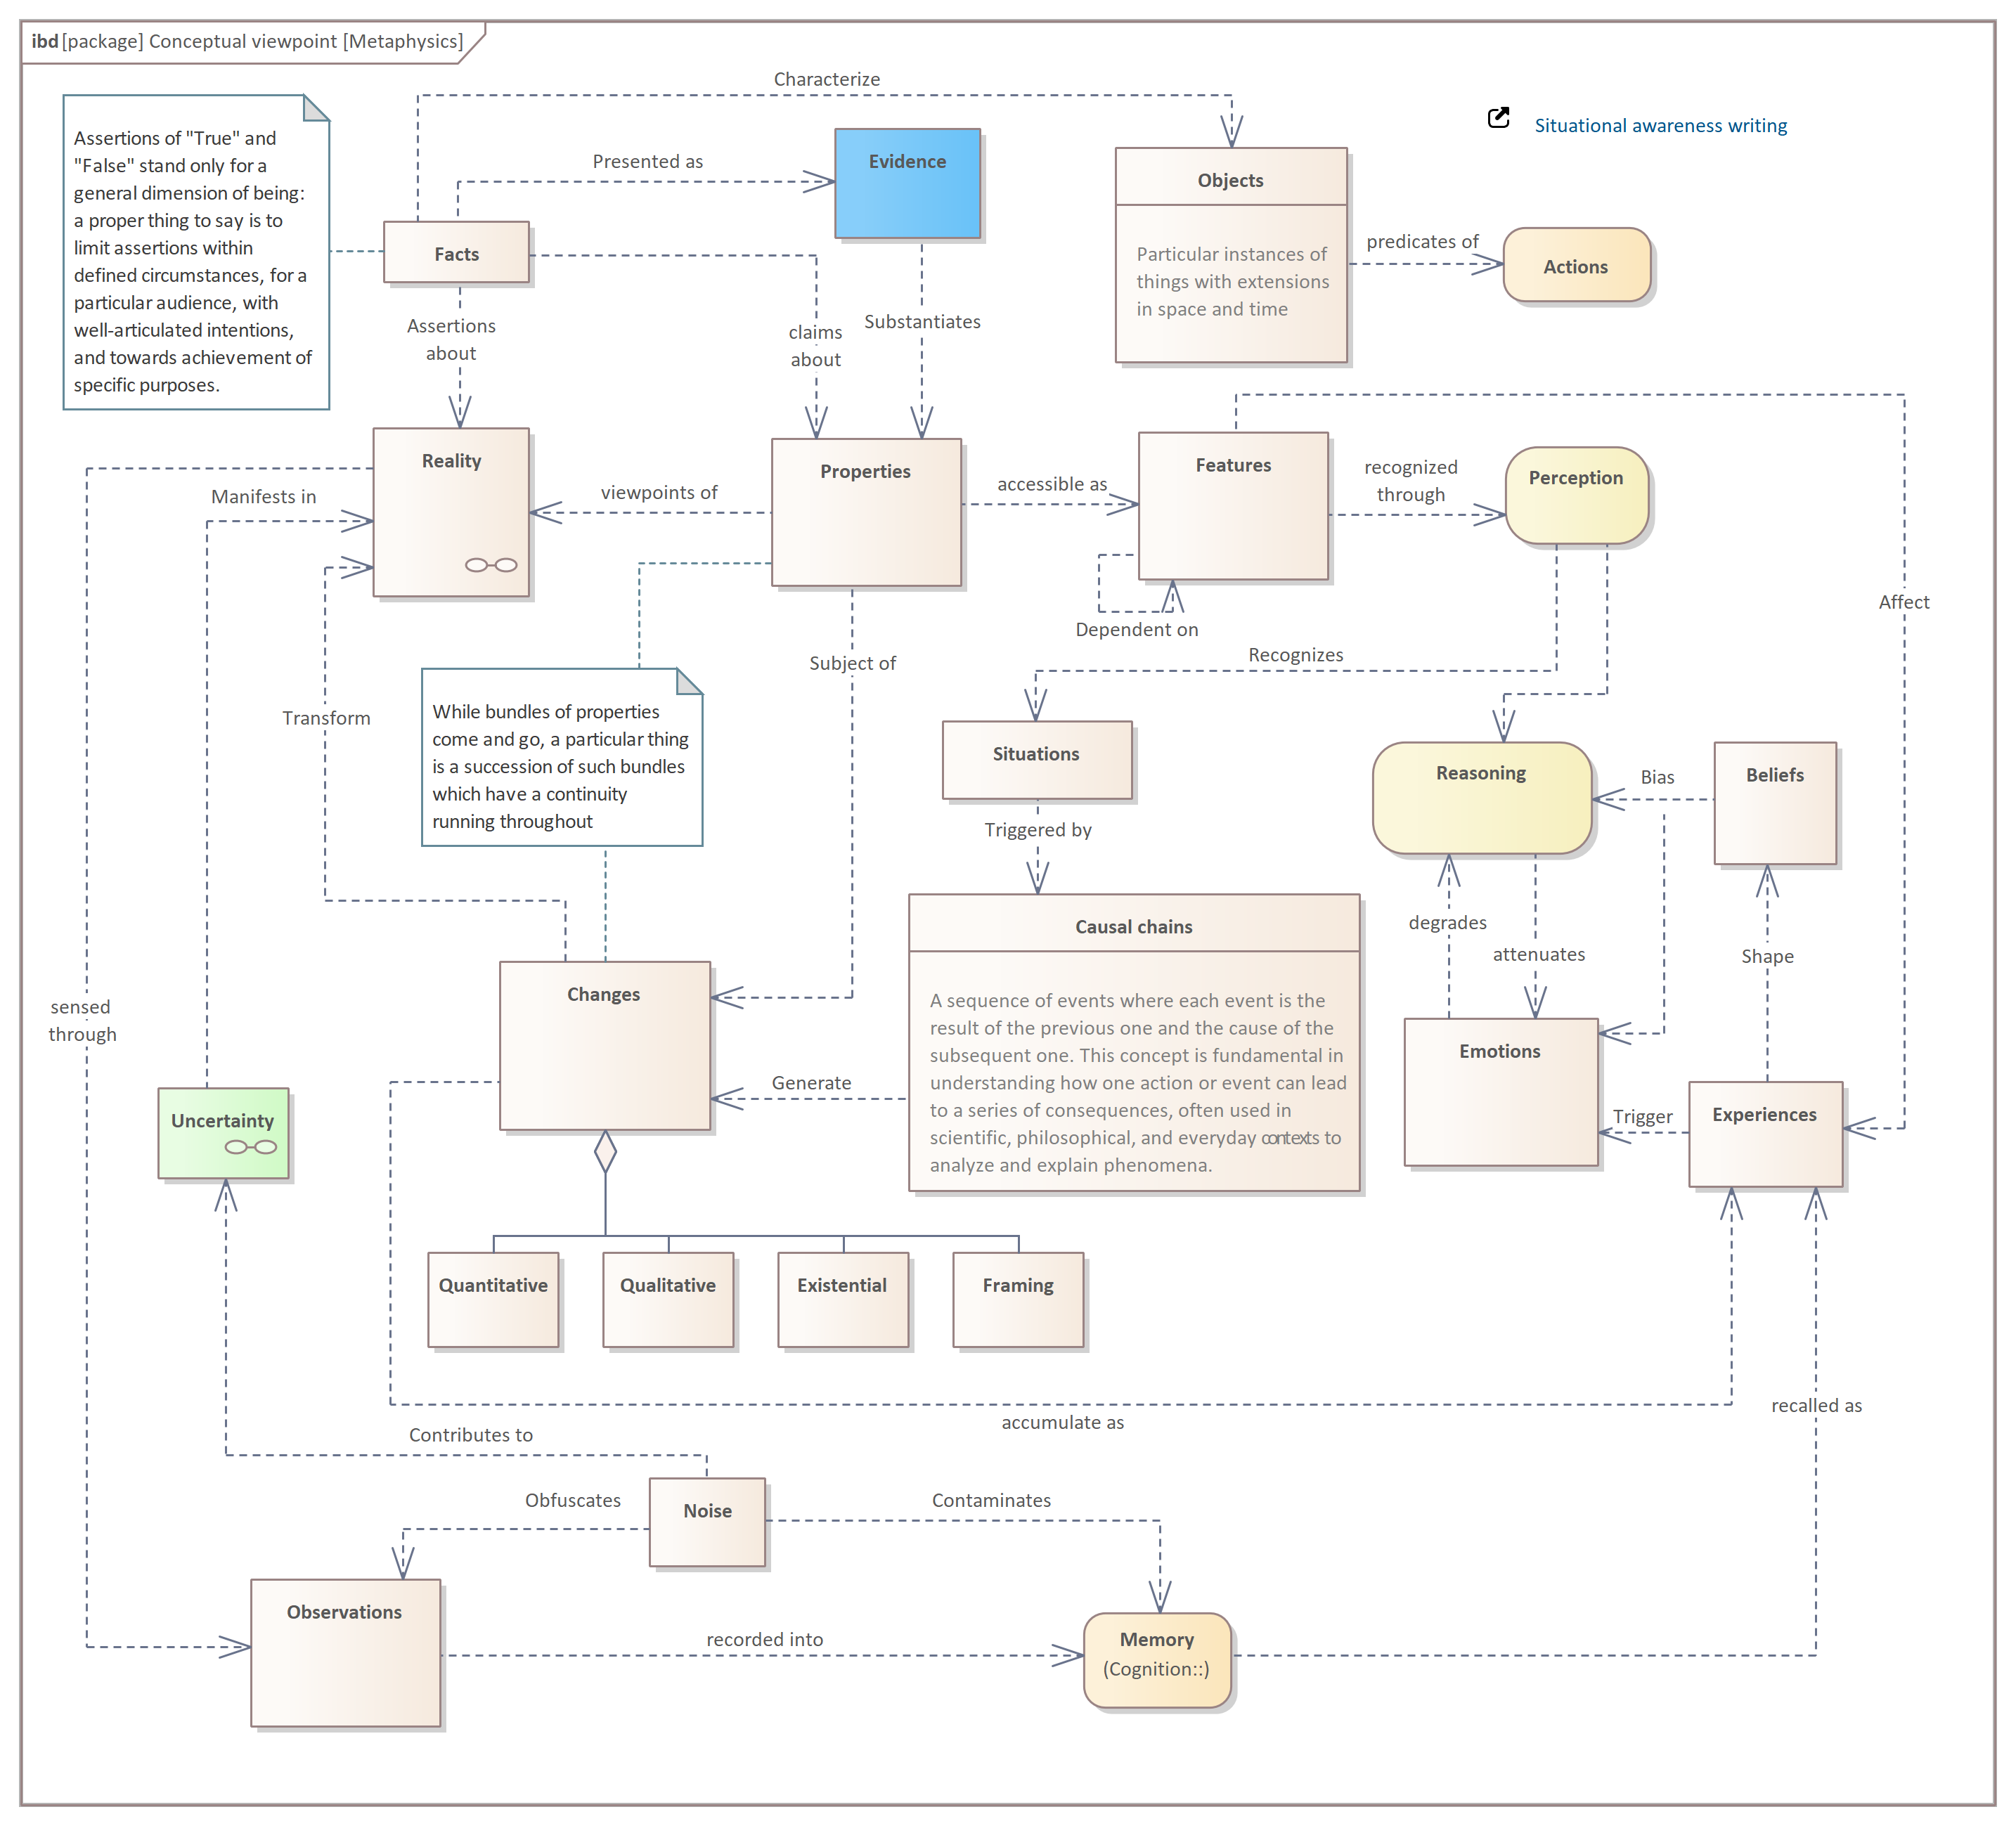 ibd [package] Conceptual viewpoint [Metaphysics]
Characterize
Situational awareness writing
Assertions of "True" and
"False" stand only for a
general dimension of being:
a proper thing to say is to
limit assertions within
defined circumstances, for a
particular audience, with
well-articulated intentions,
and towards achievement of
specific purposes.
Presented as
Evidence
Objects
Particular instances of
things with extensions
in space and time
predicates of
Actions
Facts
Assertions
about
claims
about
Substantiates
Reality
Manifests in
viewpoints of
Properties
accessible as
Features
recognized
through
Perception
Dependent on
Affect
Recognizes
Subject of
Transform
While bundles of properties
come and go, a particular thing
is a succession of such bundles
which have a continuity
running throughout
Situations
Triggered by
Reasoning
Bias
Beliefs
Causal chains
A sequence of events where each event is the
result of the previous one and the cause of the
subsequent one. This concept is fundamental in
understanding how one action or event can lead
to a series of consequences, often used in
scientific, philosophical, and everyday contexts to
analyze and explain phenomena.
degrades
attenuates
Shape
Changes
sensed
through
Emotions
Generate
Uncertainty
Trigger
Experiences
Quantitative
Qualitative
Existential
Framing
accumulate as
recalled as
Contributes to
Obfuscates
Noise
Contaminates
Observations
recorded into
Memory
(Cognition::)